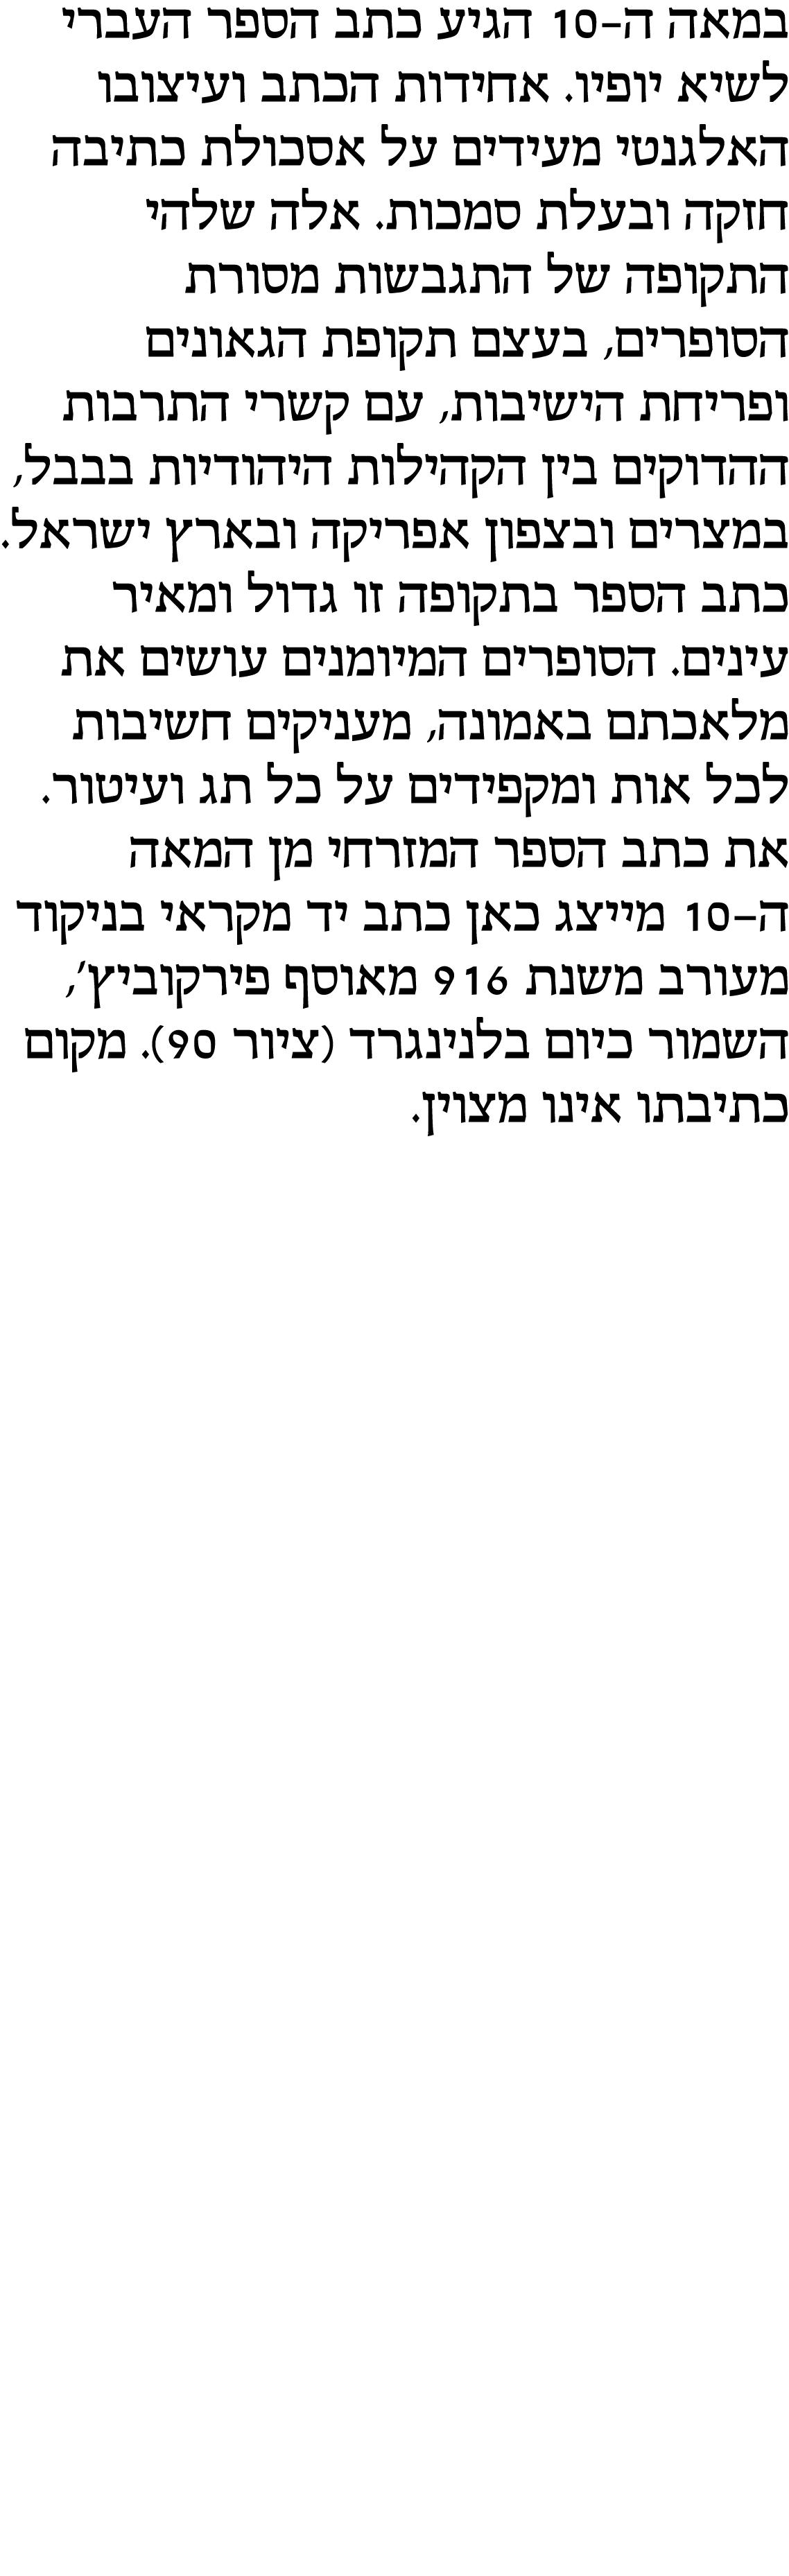 במאה ה-10 הגיע כתב הספר העברי
לשיא יופיו. אחידות הכתב ועיצובו
האלגנטי מעידים על אסכולת כתיבה
חזקה ובעלת סמכות. אלה שלהי
התקופה של התגבשות מסורת
הסופרים, בעצם תקופת הגאונים
ופריחת הישיבות, עם קשרי התרבות
ההדוקים בין הקהילות היהודיות בבבל,
במצרים ובצפון אפריקה ובארץ ישראל.
כתב הספר בתקופה זו גדול ומאיר
עינים. הסופרים המיומנים עושים את
מלאכתם באמונה, מעניקים חשיבות
לכל אות ומקפידים על כל תג ועיטור.
את כתב הספר המזרחי מן המאה
ה-10 מייצג כאן כתב יד מקראי בניקוד
מעורב משנת 916 מאוסף פירקוביץ',
השמור כיום בלנינגרד (ציור 90). מקום
כתיבתו אינו מצוין.